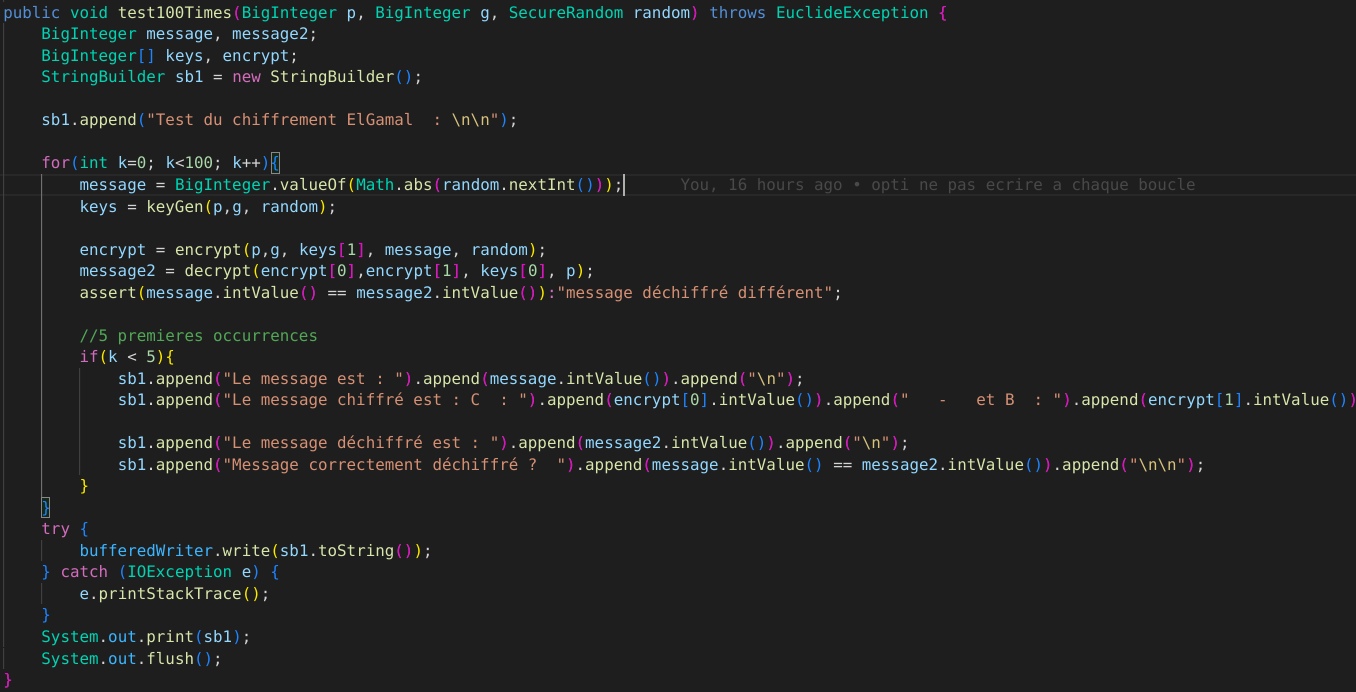 public void test100Times(BigInteger p, BigInteger g, SecureRandom random) throws EuclideException {
    BigInteger message, message2;
    BigInteger[] keys, encrypt;
    StringBuilder sb1 = new StringBuilder();

    sb1.append("Test du chiffrement ElGamal  : \n\n");

    for(int k=0; k<100; k++){
        message = BigInteger.valueOf(Math.abs(random.nextInt()));      You, 16 hours ago • opti ne pas ecrire a chaque boucle
        keys = keyGen(p,g, random);

        encrypt = encrypt(p,g, keys[1], message, random);
        message2 = decrypt(encrypt[0],encrypt[1], keys[0], p);
        assert(message.intValue() == message2.intValue()):"message déchiffré différent";

        //5 premieres occurrences
        if(k < 5){
            sb1.append("Le message est : ").append(message.intValue()).append("\n");
            sb1.append("Le message chiffré est : C  : ").append(encrypt[0].intValue()).append("   -   et B  : ").append(encrypt[1].intValue())

            sb1.append("Le message déchiffré est : ").append(message2.intValue()).append("\n");
            sb1.append("Message correctement déchiffré ?  ").append(message.intValue() == message2.intValue()).append("\n\n");
        }
    }
    try {
        bufferedWriter.write(sb1.toString());
    } catch (IOException e) {
        e.printStackTrace();
    }
    System.out.print(sb1);
    System.out.flush();
}